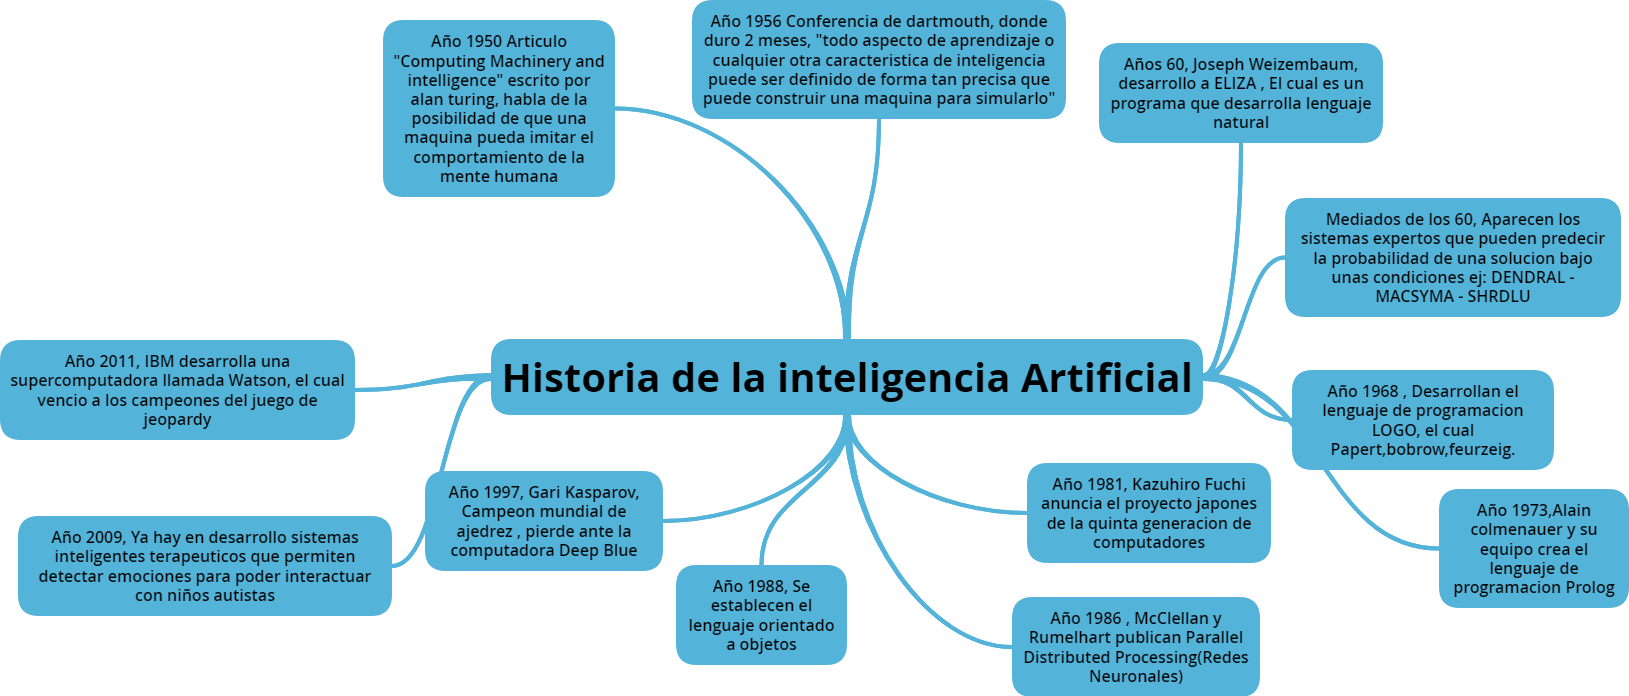 Año 1950 Articulo
"Computing Machinery and
intelligence" escrito por
alan turing, habla de la
posibilidad de que una
maquina pueda imitar el
comportamiento de la
mente humana
Año 1956 Conferencia de dartmouth, donde
duro 2 meses, "todo aspecto de aprendizaje o
cualquier otra caracteristica de inteligencia
puede ser definido de forma tan precisa que
puede construir una maquina para simularlo"
Años 60, Joseph Weizembaum,
desarrollo a ELIZA , El cual es un
programa que desarrolla lenguaje
natural
Mediados de los 60, Aparecen los
sistemas expertos que pueden predecir
la probabilidad de una solucion bajo
unas condiciones ej: DENDRAL -
MACSYMA - SHRDLU
Historia de la inteligencia Artificial
Año 2011, IBM desarrolla una
supercomputadora llamada Watson, el cual
vencio a los campeones del juego de
jeopardy
Año 1968 , Desarrollan el
lenguaje de programacion
LOGO, el cual
Papert,bobrow,feurzeig.
Año 1997, Gari Kasparov,
Campeon mundial de
ajedrez , pierde ante la
computadora Deep Blue
Año 1981, Kazuhiro Fuchi
anuncia el proyecto japones
de la quinta generacion de
computadores
Año 1973,Alain
colmenauer y su
equipo crea el
lenguaje de
programacion Prolog
Año 2009, Ya hay en desarrollo sistemas
inteligentes terapeuticos que permiten
detectar emociones para poder interactuar
con niños autistas
Año 1988, Se
establecen el
lenguaje orientado
a objetos
Año 1986 , McClellan y
Rumelhart publican Parallel
Distributed Processing(Redes
Neuronales)